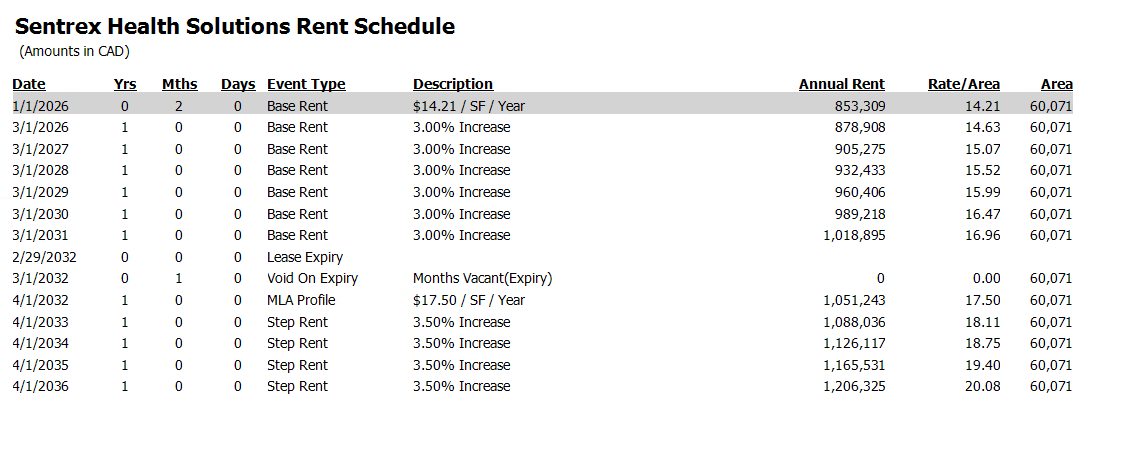 Sentrex Health Solutions Rent Schedule
(Amounts in CAD)
Date Yrs Mths Days Event Type Description Annual Rent Rate/Area Area
1/1/2026 0 2 0 Base Rent $14.21 / SF / Year 853,309 14.21 60,071
3/1/2026 1 0 0 Base Rent 3.00% Increase 878,908 14.63 60,071
3/1/2027 1 0 0 Base Rent 3.00% Increase 905,275 15.07 60,071
3/1/2028 1 0 0 Base Rent 3.00% Increase 932,433 15.52 60,071
3/1/2029 1 0 0 Base Rent 3.00% Increase 960,406 15.99 60,071
3/1/2030 1 0 0 Base Rent 3.00% Increase 989,218 16.47 60,071
3/1/2031 1 0 0 Base Rent 3.00% Increase 1,018,895 16.96 60,071
2/29/2032 0 0 0 Lease Expiry
3/1/2032 0 1 0 Void On Expiry Months Vacant(Expiry) 0 0.00 60,071
4/1/2032 1 0 0 MLA Profile $17.50 / SF / Year 1,051,243 17.50 60,071
4/1/2033 1 0 0 Step Rent 3.50% Increase 1,088,036 18.11 60,071
4/1/2034 1 0 0 Step Rent 3.50% Increase 1,126,117 18.75 60,071
4/1/2035 1 0 0 Step Rent 3.50% Increase 1,165,531 19.40 60,071
4/1/2036 1 0 0 Step Rent 3.50% Increase 1,206,325 20.08 60,071